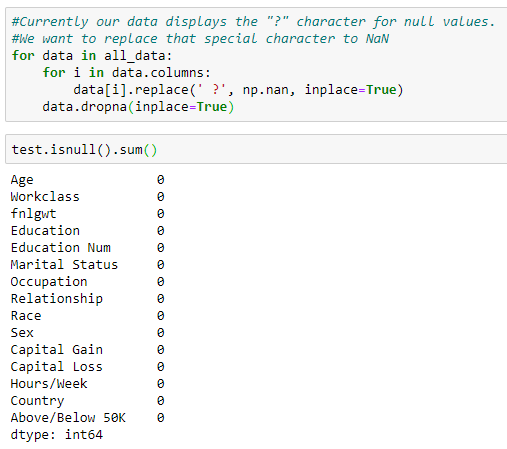 #Currently our data displays the "?" character for null values.
#We want to replace that special character to NaN
for data in all_data:
    for i in data.columns:
        data[i].replace(' ?', np.nan, inplace=True)
    data.dropna(inplace=True)
test.isnull().sum()
Age 0
Workclass 0
fnlgwt 0
Education 0
Education Num 0
Marital Status 0
Occupation 0
Relationship 0
Race 0
Sex 0
Capital Gain 0
Capital Loss 0
Hours/Week 0
Country 0
Above/Below 50K 0
dtype: int64